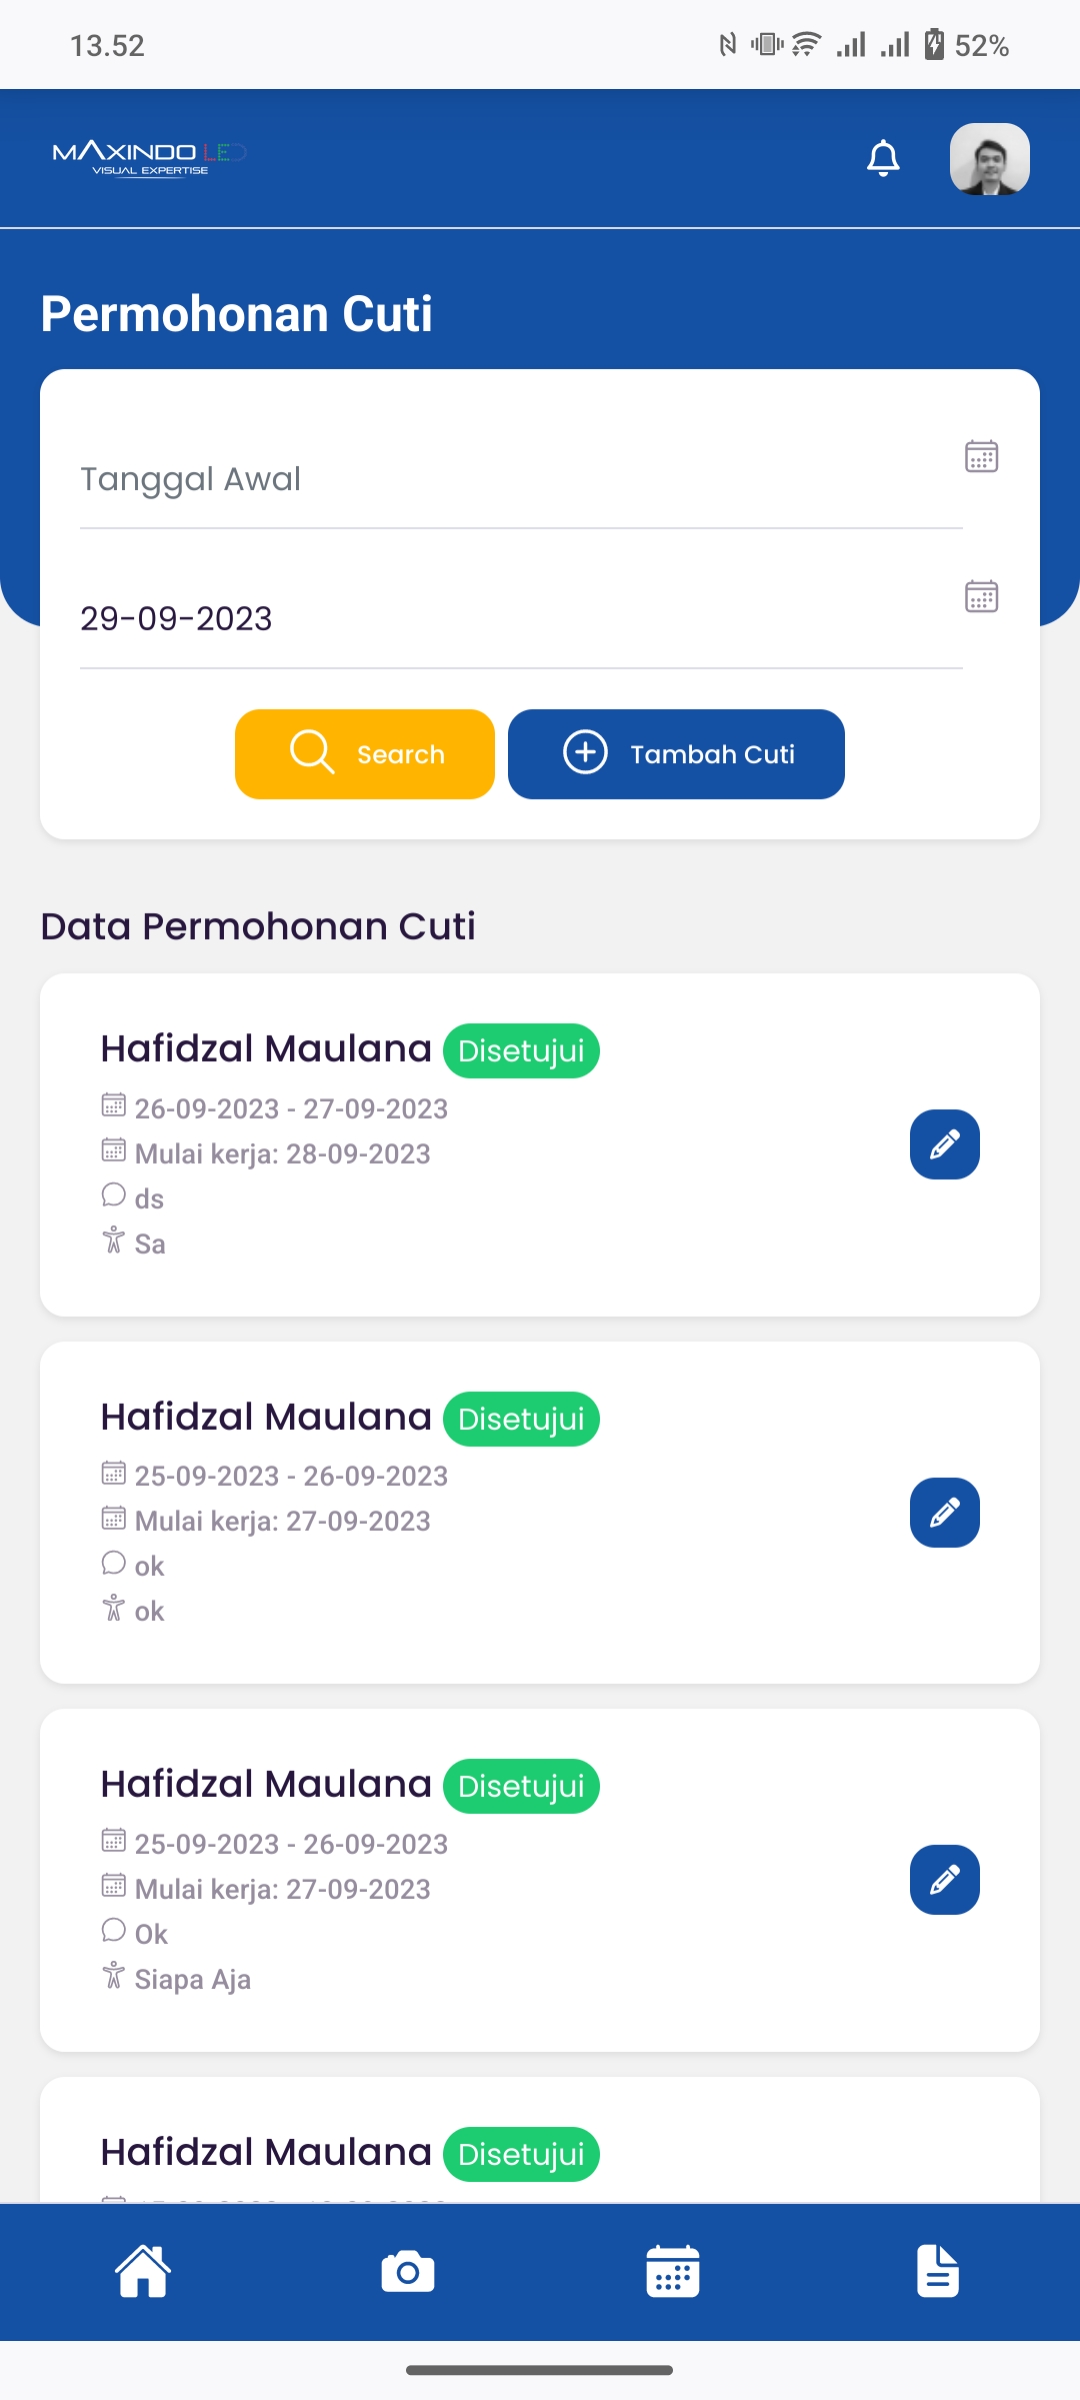 13.52
52%
MAXINDO LED
VISUAL EXPERTISE
Permohonan Cuti
Tanggal Awal
29-09-2023
Search
Tambah Cuti
Data Permohonan Cuti
Hafidzal Maulana Disetujui
26-09-2023 - 27-09-2023
Mulai kerja: 28-09-2023
ds
Sa
Hafidzal Maulana Disetujui
25-09-2023 - 26-09-2023
Mulai kerja: 27-09-2023
ok
ok
Hafidzal Maulana Disetujui
25-09-2023 - 26-09-2023
Mulai kerja: 27-09-2023
Ok
Siapa Aja
Hafidzal Maulana Disetujui